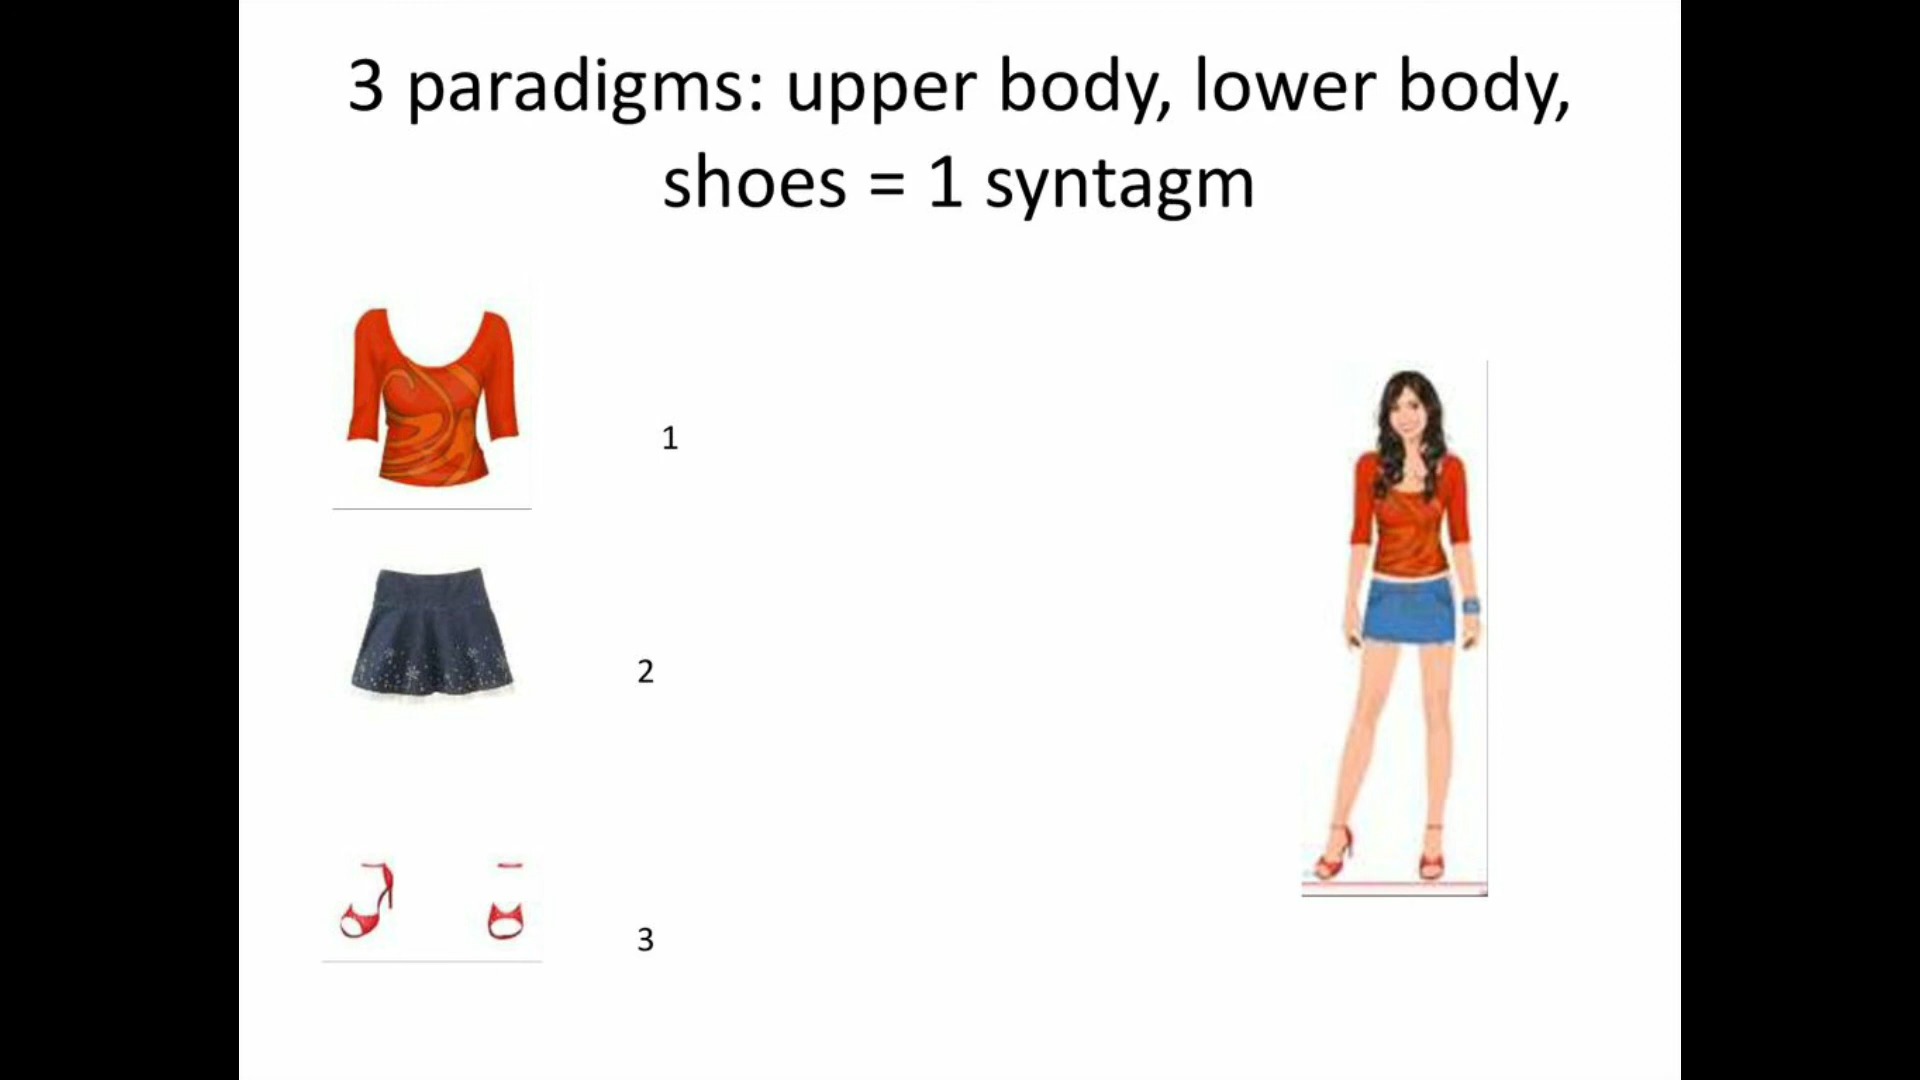 3 paradigms: upper body, lower body,
shoes = 1 syntagm
1
2
3